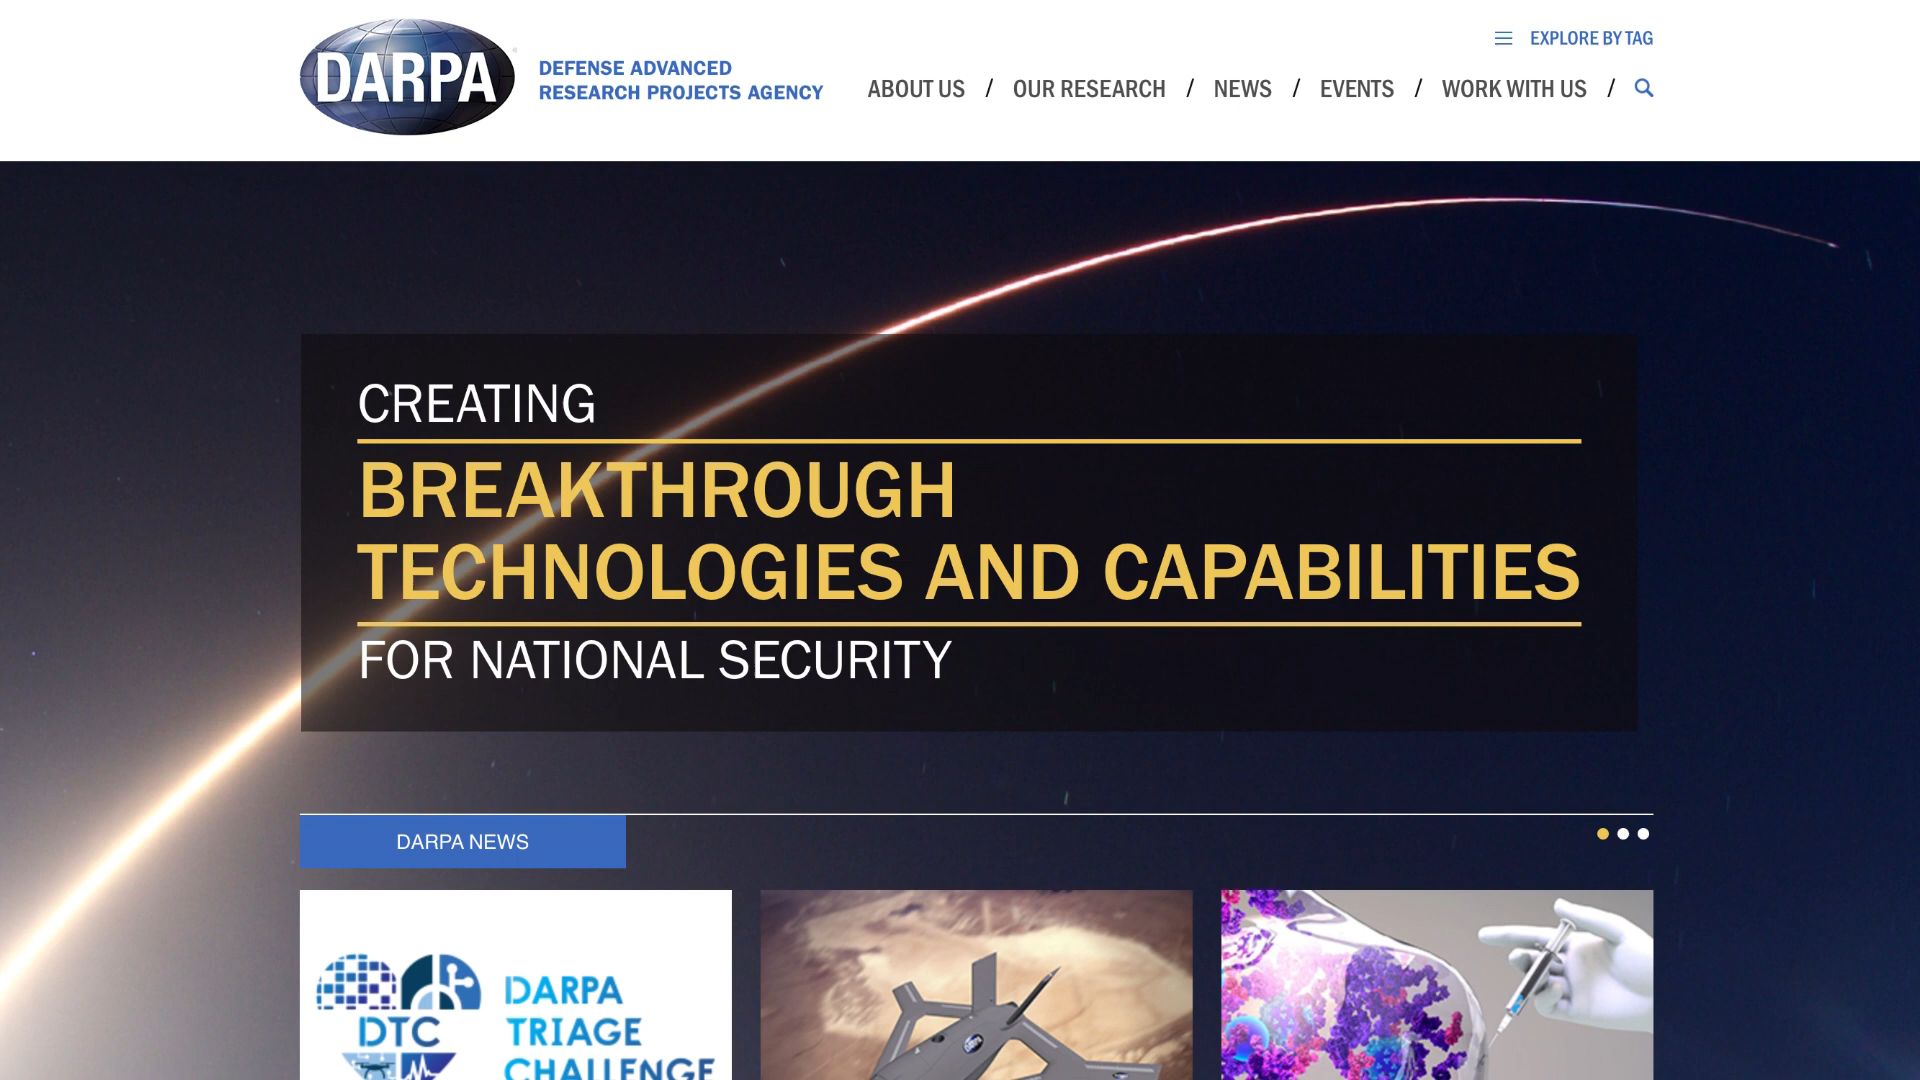 DARPA
DEFENSE ADVANCED
RESEARCH PROJECTS AGENCY
EXPLORE BY TAG
ABOUT US / OUR RESEARCH / NEWS / EVENTS / WORK WITH US /
CREATING
BREAKTHROUGH
TECHNOLOGIES AND CAPABILITIES
FOR NATIONAL SECURITY
DARPA NEWS
DTC
DARPA
TRIAGE
CHALLENGE
DARPA